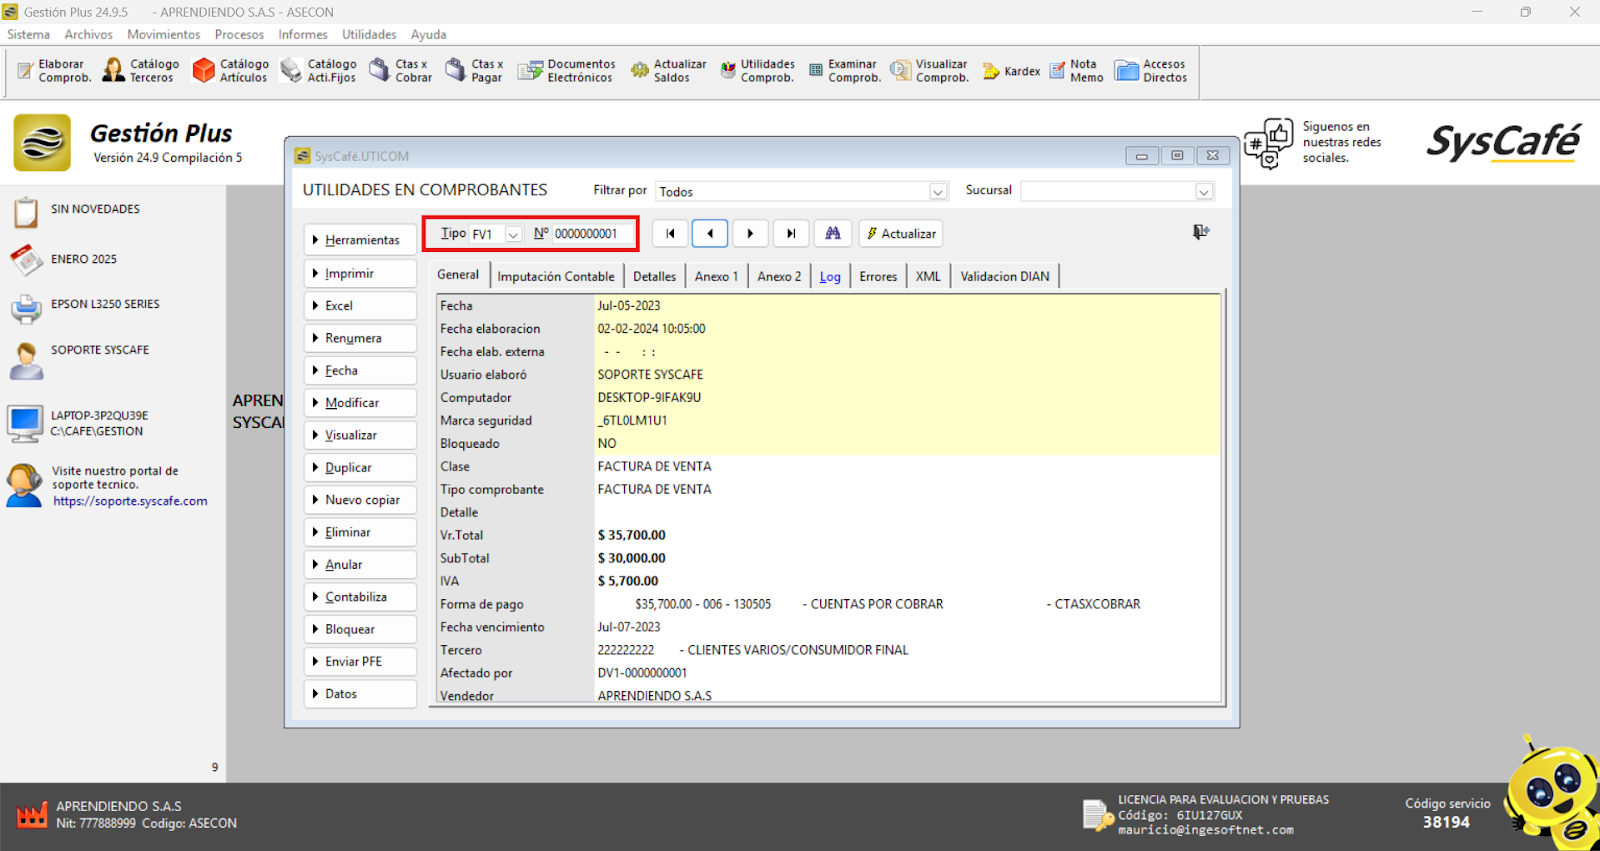 Gestión Plus 24.9.5 - APRENDIENDO S.A.S - ASECON
Sistema Archivos Movimientos Procesos Informes Utilidades Ayuda
Elaborar Comprob.
Catálogo Terceros
Catálogo Artículos
Catálogo Acti.Fijos
Ctas x Cobrar
Ctas x Pagar
Documentos Electrónicos
Actualizar Saldos
Utilidades Comprob.
Examinar Comprob.
Visualizar Comprob.
Kardex
Nota Memo
Accesos Directos
Gestión Plus
Versión 24.9 Compilación 5
Siguenos en
nuestras redes
sociales.
SysCafé
SIN NOVEDADES
ENERO 2025
EPSON L3250 SERIES
SOPORTE SYSCAFE
LAPTOP-3P2QU39E
C:\CAFE\GESTION
Visite nuestro portal de
soporte tecnico.
https://soporte.syscafe.com
9
APREN
SYSCA
SysCafé.UTICOM
UTILIDADES EN COMPROBANTES Filtrar por Todos Sucursal
Tipo FV1 Nº 0000000001 Actualizar
Herramientas
Imprimir
Excel
Renumera
Fecha
Modificar
Visualizar
Duplicar
Nuevo copiar
Eliminar
Anular
Contabiliza
Bloquear
Enviar PFE
Datos
General Imputación Contable Detalles Anexo 1 Anexo 2 Log Errores XML Validacion DIAN
Fecha Jul-05-2023
Fecha elaboracion 02-02-2024 10:05:00
Fecha elab. externa - - : :
Usuario elaboró SOPORTE SYSCAFE
Computador DESKTOP-9IFAK9U
Marca seguridad _6TL0LM1U1
Bloqueado NO
Clase FACTURA DE VENTA
Tipo comprobante FACTURA DE VENTA
Detalle
Vr.Total $ 35,700.00
SubTotal $ 30,000.00
IVA $ 5,700.00
Forma de pago $35,700.00 - 006 - 130505 - CUENTAS POR COBRAR - CTASXCOBRAR
Fecha vencimiento Jul-07-2023
Tercero 222222222 - CLIENTES VARIOS/CONSUMIDOR FINAL
Afectado por DV1-0000000001
Vendedor APRENDIENDO S.A.S
APRENDIENDO S.A.S
Nit: 777888999 Codigo: ASECON
LICENCIA PARA EVALUACION Y PRUEBAS
Código: 6IU127GUX
mauricio@ingesoftnet.com
Código servicio
38194